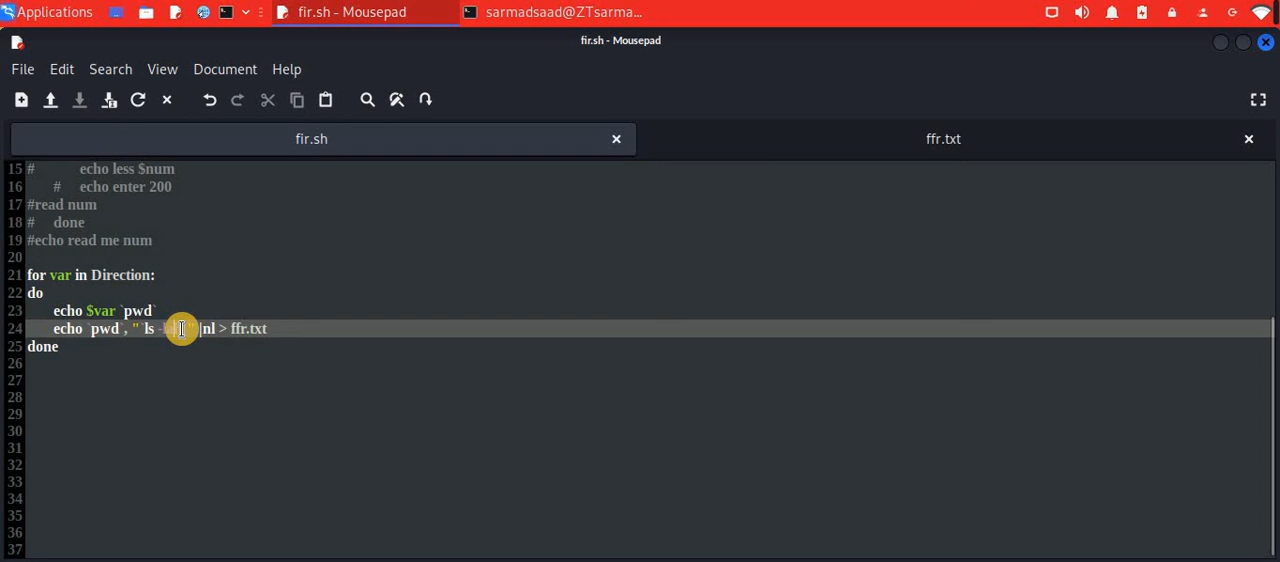 Applications fir.sh - Mousepad sarmadsaad@ZTsarma...
fir.sh - Mousepad
File Edit Search View Document Help
fir.sh ffr.txt
15 # echo less $num
16 # echo enter 200
17 #read num
18 # done
19 #echo read me num
20
21 for var in Direction:
22 do
23 echo $var `pwd`
24 echo `pwd`, "`ls " |nl > ffr.txt
25 done
26
27
28
29
30
31
32
33
34
35
36
37